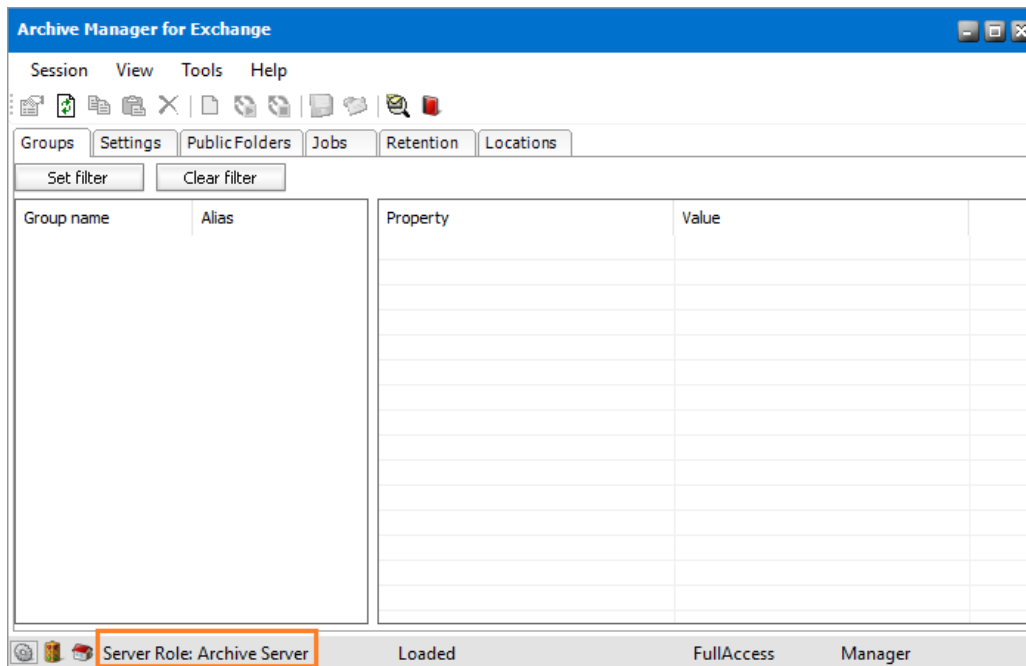 Archive Manager for Exchange
Session View Tools Help
Groups Settings Public Folders Jobs Retention Locations
Set filter Clear filter
Group name Alias Property Value
Server Role: Archive Server Loaded FullAccess Manager